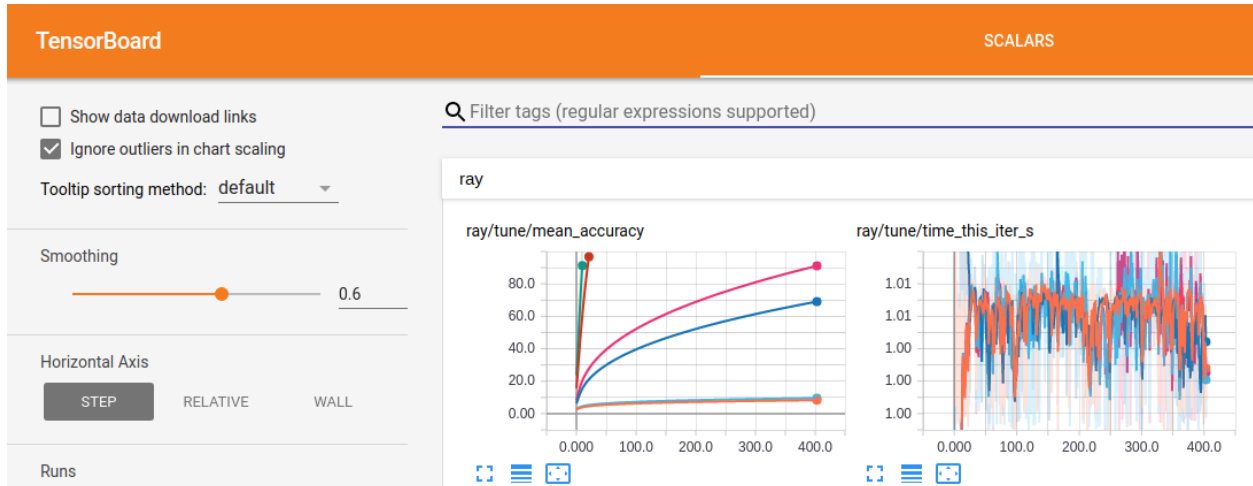 TensorBoard
SCALARS
Show data download links
Ignore outliers in chart scaling
Tooltip sorting method: default
Smoothing
0.6
Horizontal Axis
STEP RELATIVE WALL
Runs
Filter tags (regular expressions supported)
ray
ray/tune/mean_accuracy
80.0
60.0
40.0
20.0
0.00
0.000 100.0 200.0 300.0 400.0
ray/tune/time_this_iter_s
1.01
1.01
1.00
1.00
1.00
0.000 100.0 200.0 300.0 400.0